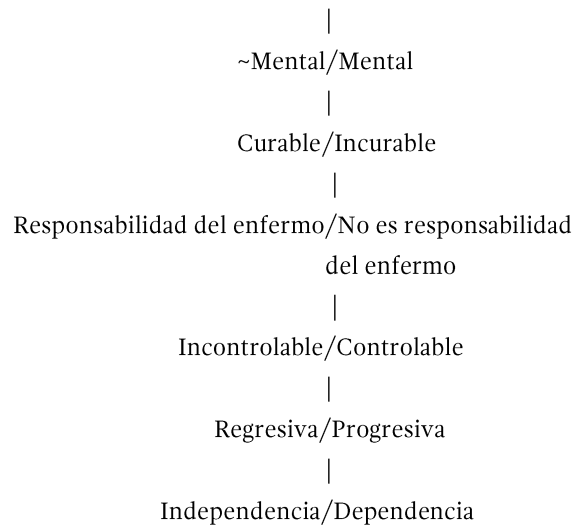 |
~Mental/Mental
|
Curable/Incurable
|
Responsabilidad del enfermo/No es responsabilidad
del enfermo
|
Incontrolable/Controlable
|
Regresiva/Progresiva
|
Independencia/Dependencia